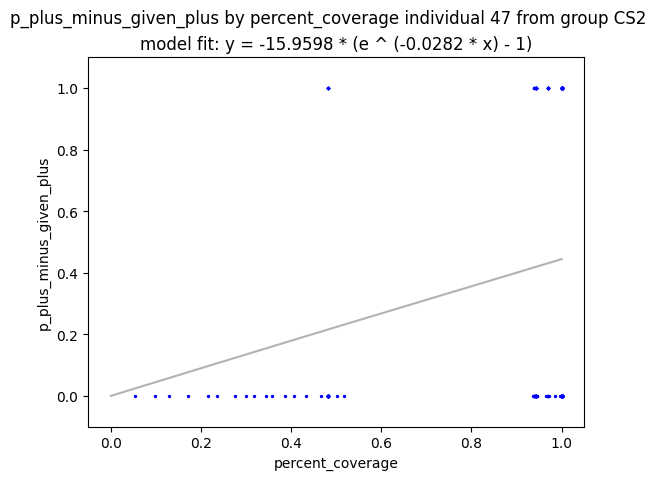 p_plus_minus_given_plus by percent_coverage individual 47 from group CS2
model fit: y = -15.9598 * (e ^ (-0.0282 * x) - 1)
1.0
0.8
0.6
0.4
0.2
0.0
p_plus_minus_given_plus
0.0 0.2 0.4 0.6 0.8 1.0
percent_coverage